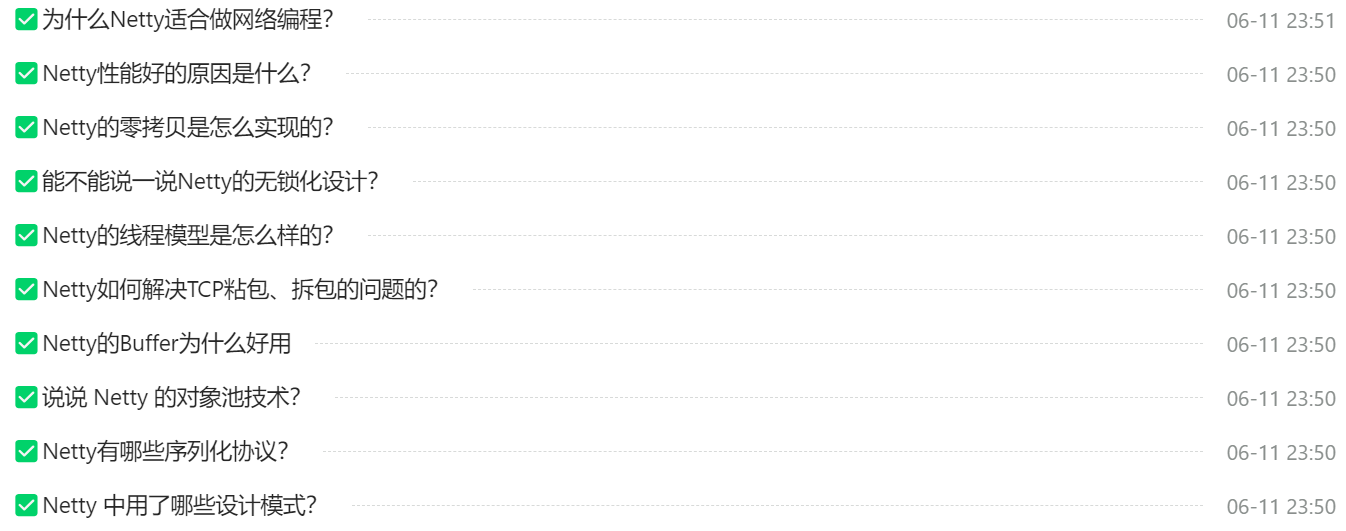 为什么Netty适合做网络编程? 06-11 23:51
Netty性能好的原因是什么? 06-11 23:50
Netty的零拷贝是怎么实现的? 06-11 23:50
能不能说一说Netty的无锁化设计? 06-11 23:50
Netty的线程模型是怎么样的? 06-11 23:50
Netty如何解决TCP粘包、拆包的问题的? 06-11 23:50
Netty的Buffer为什么好用 06-11 23:50
说说 Netty 的对象池技术? 06-11 23:50
Netty有哪些序列化协议? 06-11 23:50
Netty 中用了哪些设计模式? 06-11 23:50